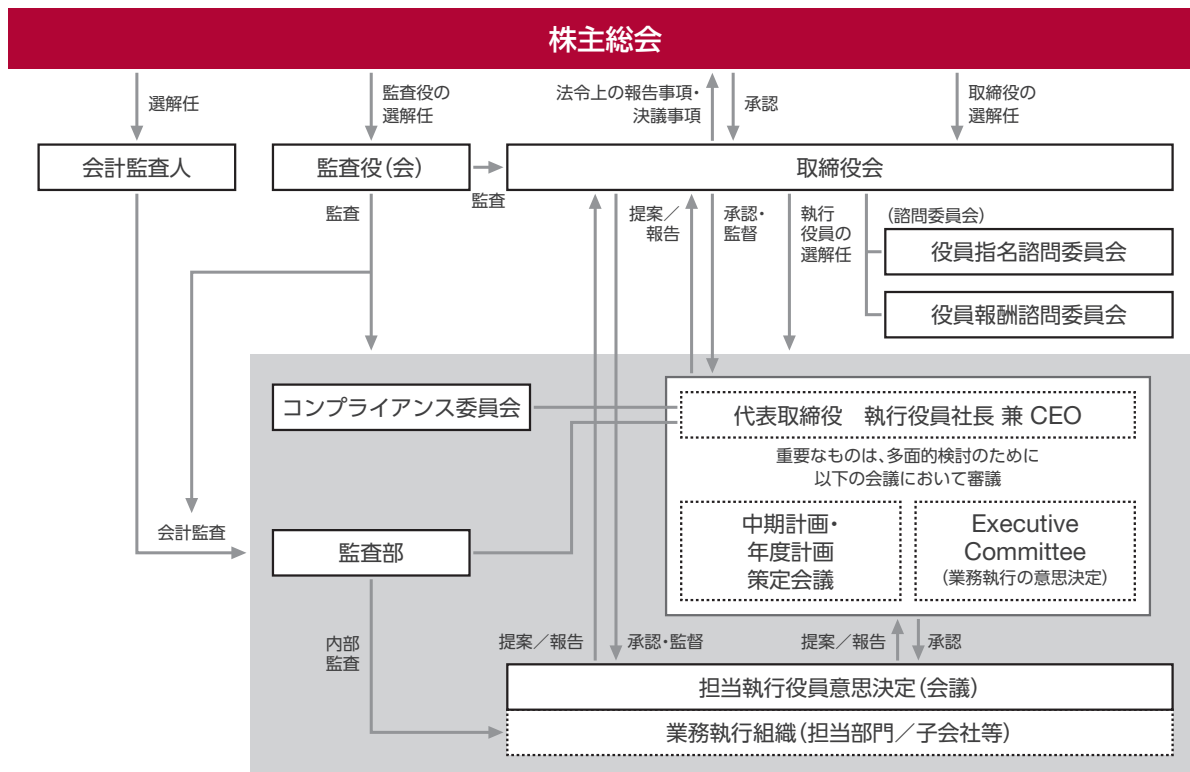 株主総会
選解任
監査役の
選解任
法令上の報告事項・
決議事項
承認
取締役の
選解任
会計監査人
監査役(会)
監査
取締役会
監査
提案／
報告
承認・
監督
執行
役員の
選解任
(諮問委員会)
役員指名諮問委員会
役員報酬諮問委員会
コンプライアンス委員会
代表取締役　執行役員社長 兼 CEO
重要なものは、多面的検討のために
以下の会議において審議
中期計画・
年度計画
策定会議
Executive
Committee
(業務執行の意思決定)
会計監査
監査部
内部
監査
提案／報告
承認・監督
提案／報告
承認
担当執行役員意思決定(会議)
業務執行組織(担当部門／子会社等)